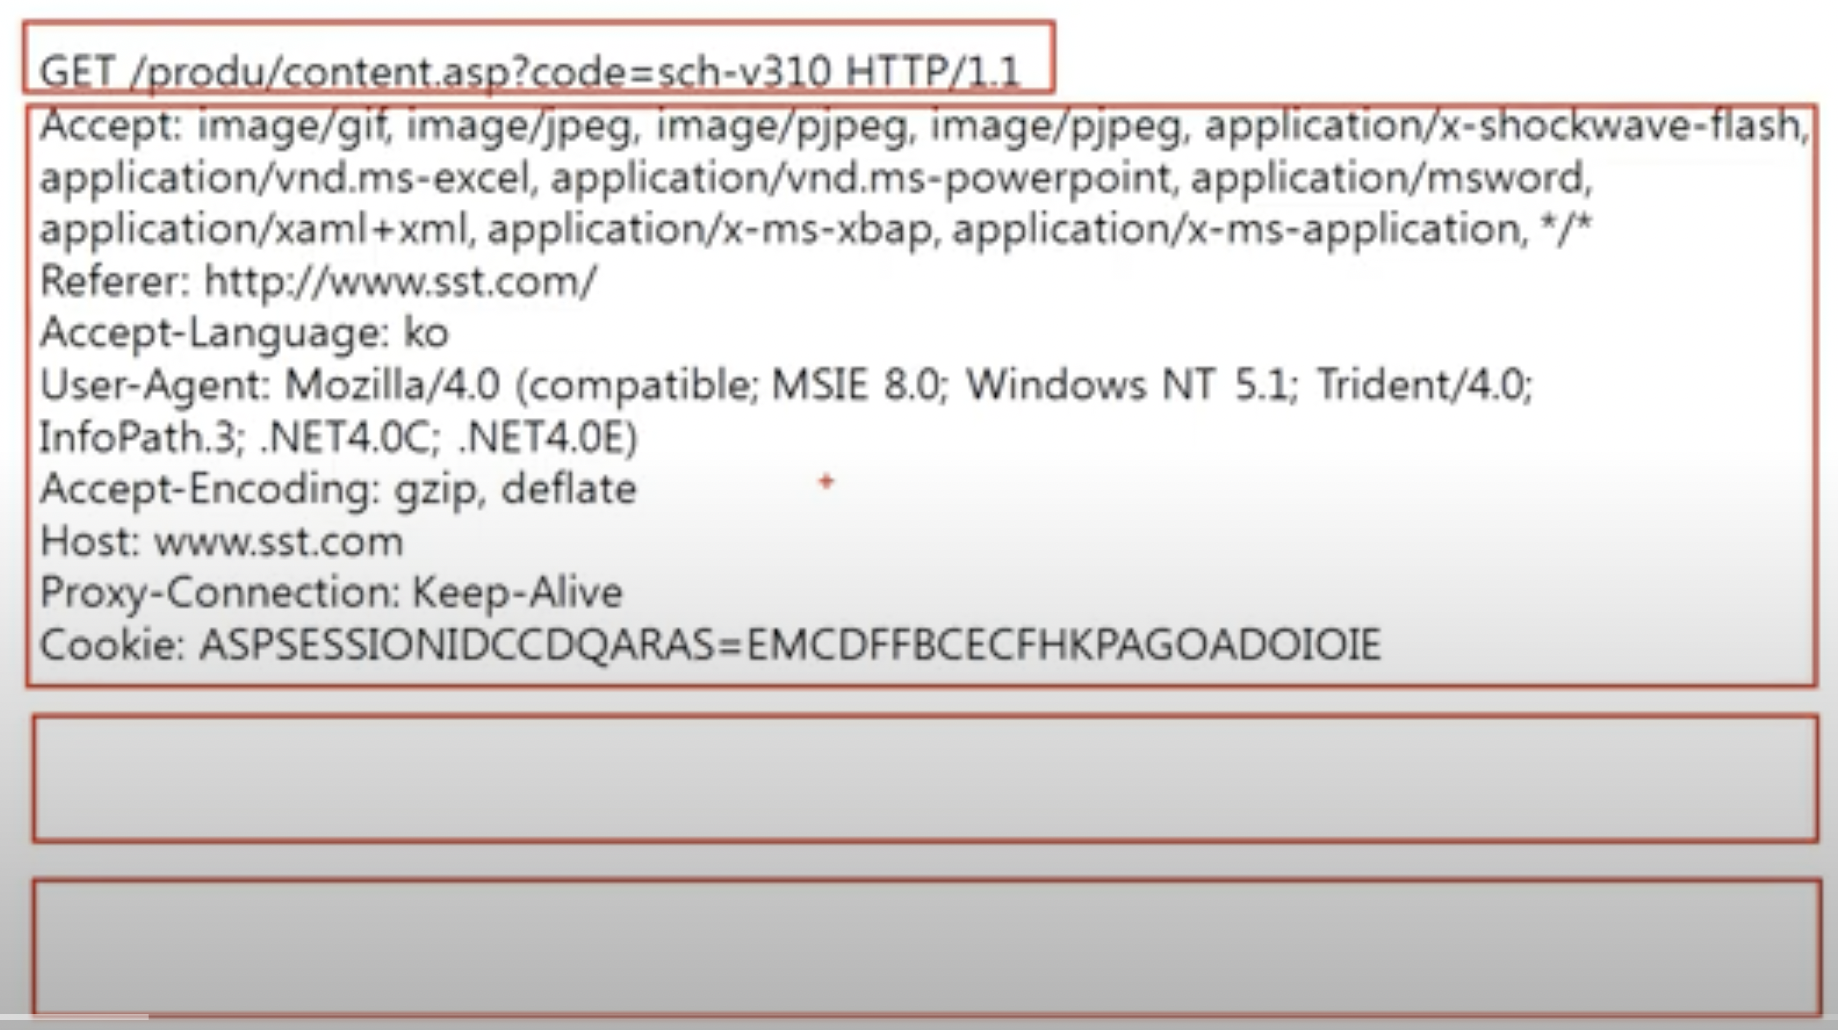 GET /produ/content.asp?code=sch-v310 HTTP/1.1
Accept: image/gif, image/jpeg, image/pjpeg, image/pjpeg, application/x-shockwave-flash,
application/vnd.ms-excel, application/vnd.ms-powerpoint, application/msword,
application/xaml+xml, application/x-ms-xbap, application/x-ms-application, */*
Referer: http://www.sst.com/
Accept-Language: ko
User-Agent: Mozilla/4.0 (compatible; MSIE 8.0; Windows NT 5.1; Trident/4.0;
InfoPath.3; .NET4.0C; .NET4.0E)
Accept-Encoding: gzip, deflate
Host: www.sst.com
Proxy-Connection: Keep-Alive
Cookie: ASPSESSIONIDCCDQARAS=EMCDFFBCECFHKPAGOADOIOIE